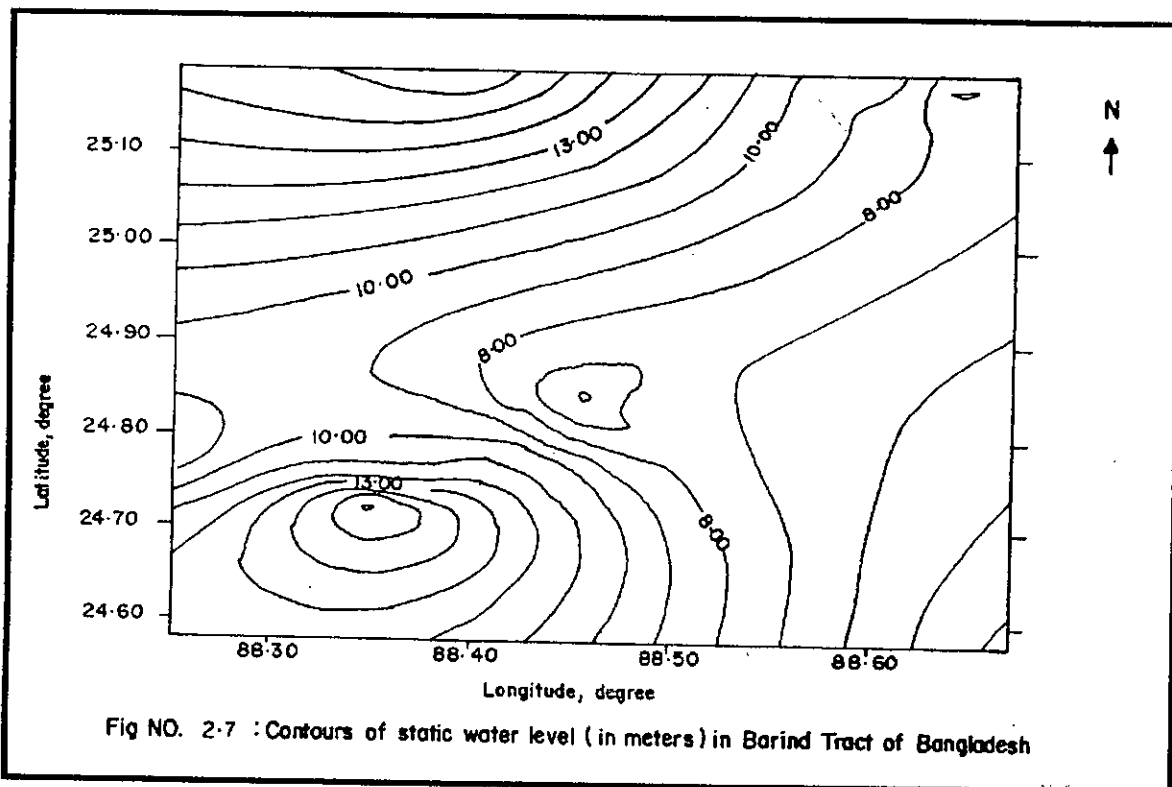 N
25·10
13·00
10·00
8·00
25·00
10·00
24·90
8·00
Latitude, degree
24·80
10·00
13·00
24·70
8·00
24·60
88·30 88·40 88·50 88·60
Longitude, degree
Fig NO. 2·7 : Contours of static water level (in meters) in Barind Tract of Bangladesh